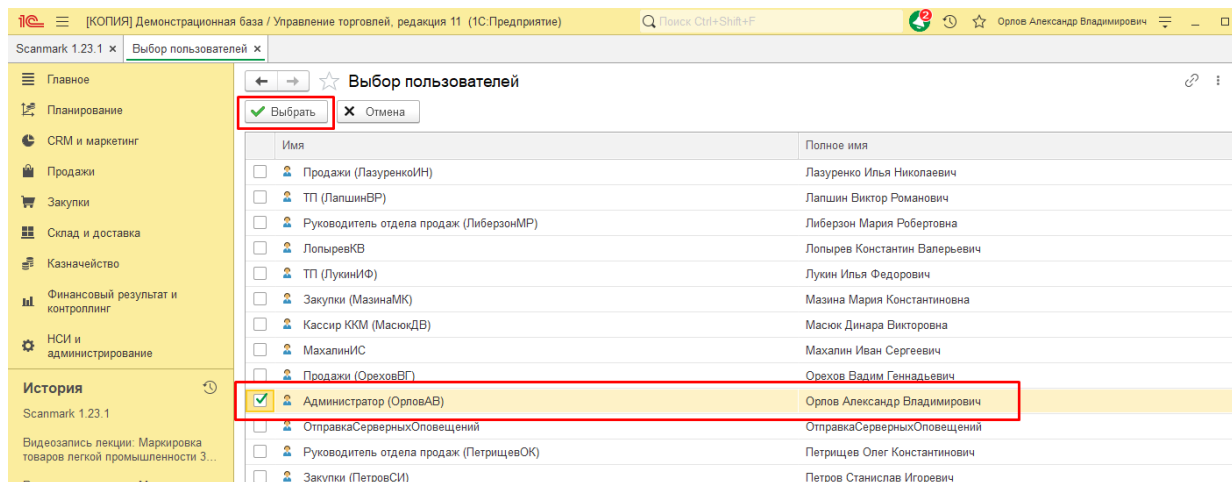 [КОПИЯ] Демонстрационная база / Управление торговлей, редакция 11 (1С:Предприятие) Поиск Ctrl+Shift+F 2 Орлов Александр Владимирович
Scanmark 1.23.1 × Выбор пользователей ×
Главное
Планирование
CRM и маркетинг
Продажи
Закупки
Склад и доставка
Казначейство
Финансовый результат и
контроллинг
НСИ и
администрирование
История
Scanmark 1.23.1
Видеозапись лекции: Маркировка
товаров легкой промышленности 3...
Выбор пользователей
Выбрать Отмена
Имя Полное имя
Продажи (ЛазуренкоИН) Лазуренко Илья Николаевич
ТП (ЛапшинВР) Лапшин Виктор Романович
Руководитель отдела продаж (ЛиберзонМР) Либерзон Мария Робертовна
ЛопыревКВ Лопырев Константин Валерьевич
ТП (ЛукинИФ) Лукин Илья Федорович
Закупки (МазинаМК) Мазина Мария Константиновна
Кассир ККМ (МасюкДВ) Масюк Динара Викторовна
МахалинИС Махалин Иван Сергеевич
Продажи (ОреховВГ) Орехов Вадим Геннадьевич
Администратор (ОрловАВ) Орлов Александр Владимирович
ОтправкаСерверныхОповещений ОтправкаСерверныхОповещений
Руководитель отдела продаж (ПетрищевОК) Петрищев Олег Константинович
Закупки (ПетровСИ) Петров Станислав Игоревич